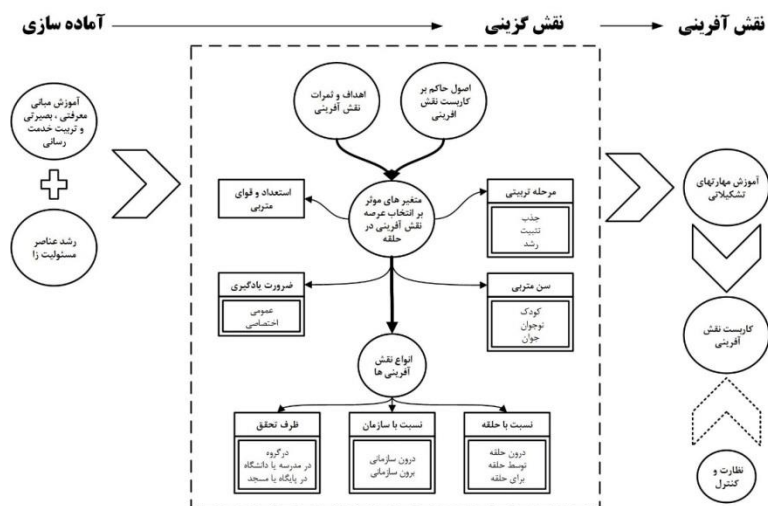 آماده سازی
نقش گزینی
نقش آفرینی
آموزش مبانی
معرفتی ، بصیرتی
و تربیت خدمت
رسانی
رشد عناصر
مسئولیت زا
اهداف و ثمرات
نقش آفرینی
اصول حاکم بر
کاربست نقش
افرینی
متغیر های موثر
بر انتخاب عرصه
نقش آفرینی در
حلقه
استعداد و قوای
متربی
مرحله تربیتی
جذب
تثبیت
رشد
ضرورت یادگیری
عمومی
اختصاصی
سن متربی
کودک
نوجوان
جوان
انواع نقش
آفرینی ها
ظرف تحقق
درگروه
در مدرسه یا دانشگاه
در پایگاه یا مسجد
نسبت با سازمان
درون سازمانی
برون سازمانی
نسبت با حلقه
درون حلقه
توسط حلقه
برای حلقه
آموزش مهارتهای
تشکیلاتی
کاربست نقش
آفرینی
نظارت و
کنترل